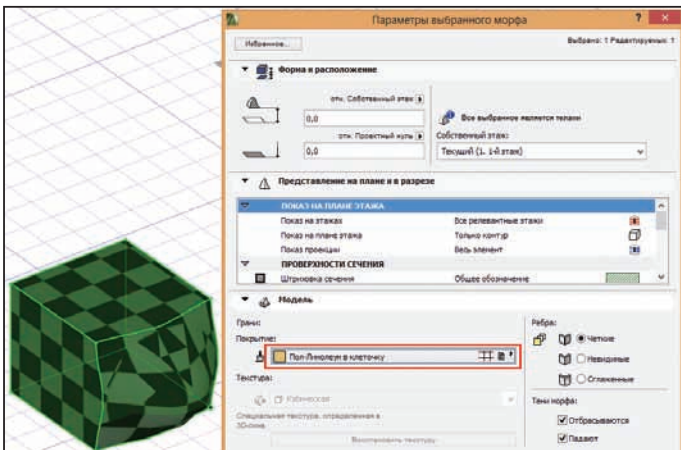 Параметры выбранного морфа
? ×
Избранное...
Выбрано: 1 Редактируемых: 1
Форма и расположение
отн. Собственный этаж
0,0
отн. Проектный нуль
0,0
Все выбранное является телами
Собственный этаж:
Текущий (1. 1-й этаж)
Представление на плане и в разрезе
ПОКАЗ НА ПЛАНЕ ЭТАЖА
Показ на этажах Все релевантные этажи
Показ на плане этажа Только контур
Показ проекции Весь элемент
ПОВЕРХНОСТИ СЕЧЕНИЯ
Штриховка сечения Общее обозначение
Модель
Грани:
Покрытие:
Пол-Линолеум в клеточку
Текстура:
Кубическая
Специальная текстура, определенная в
3D-окне.
Восстановить текстуру
Ребра:
Четкие
Невидимые
Сглаженные
Тени морфа:
Отбрасываются
Падают